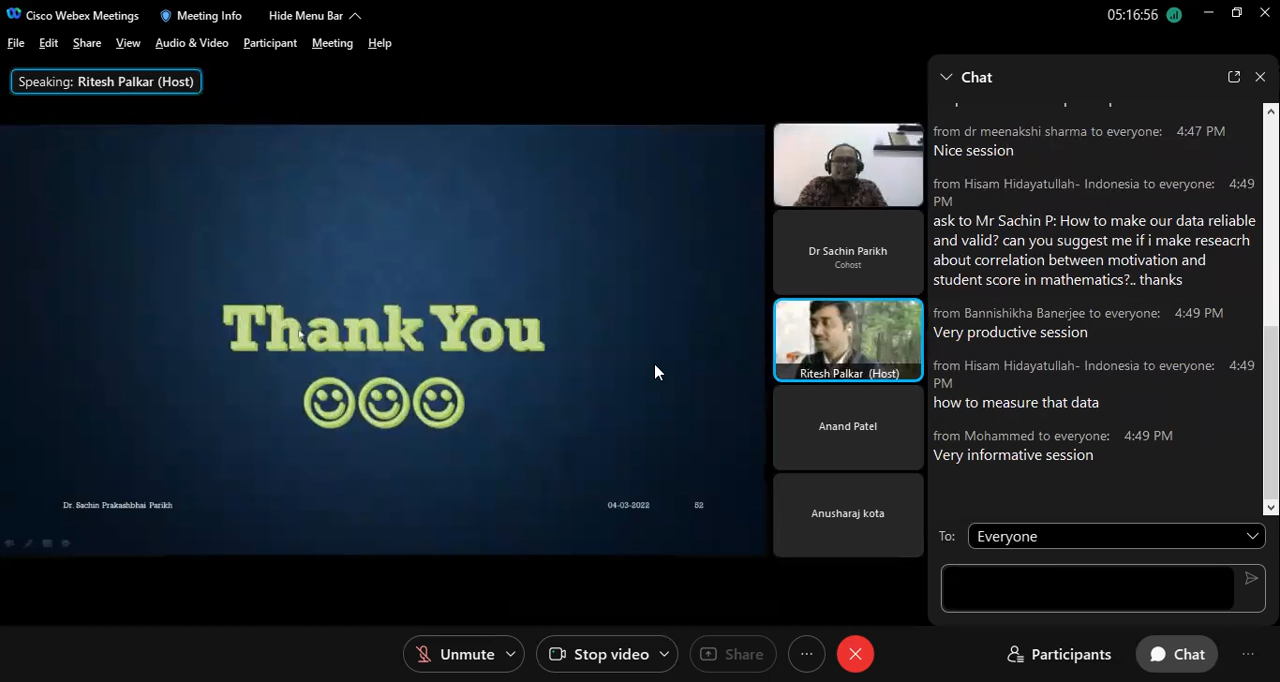 Cisco Webex Meetings Meeting Info Hide Menu Bar 05:16:56
File Edit Share View Audio & Video Participant Meeting Help
Speaking: Ritesh Palkar (Host)
Thank You
Dr. Sachin Prakashbhai Parikh 04-03-2022 52
Dr Sachin Parikh
Cohost
Ritesh Palkar (Host)
Anand Patel
Anusharaj kota
Chat
from dr meenakshi sharma to everyone: 4:47 PM
Nice session
from Hisam Hidayatullah- Indonesia to everyone: 4:49
PM
ask to Mr Sachin P: How to make our data reliable
and valid? can you suggest me if i make reseacrh
about correlation between motivation and
student score in mathematics?.. thanks
from Bannishikha Banerjee to everyone: 4:49 PM
Very productive session
from Hisam Hidayatullah- Indonesia to everyone: 4:49
PM
how to measure that data
from Mohammed to everyone: 4:49 PM
Very informative session
To: Everyone
Unmute Stop video Share Participants Chat